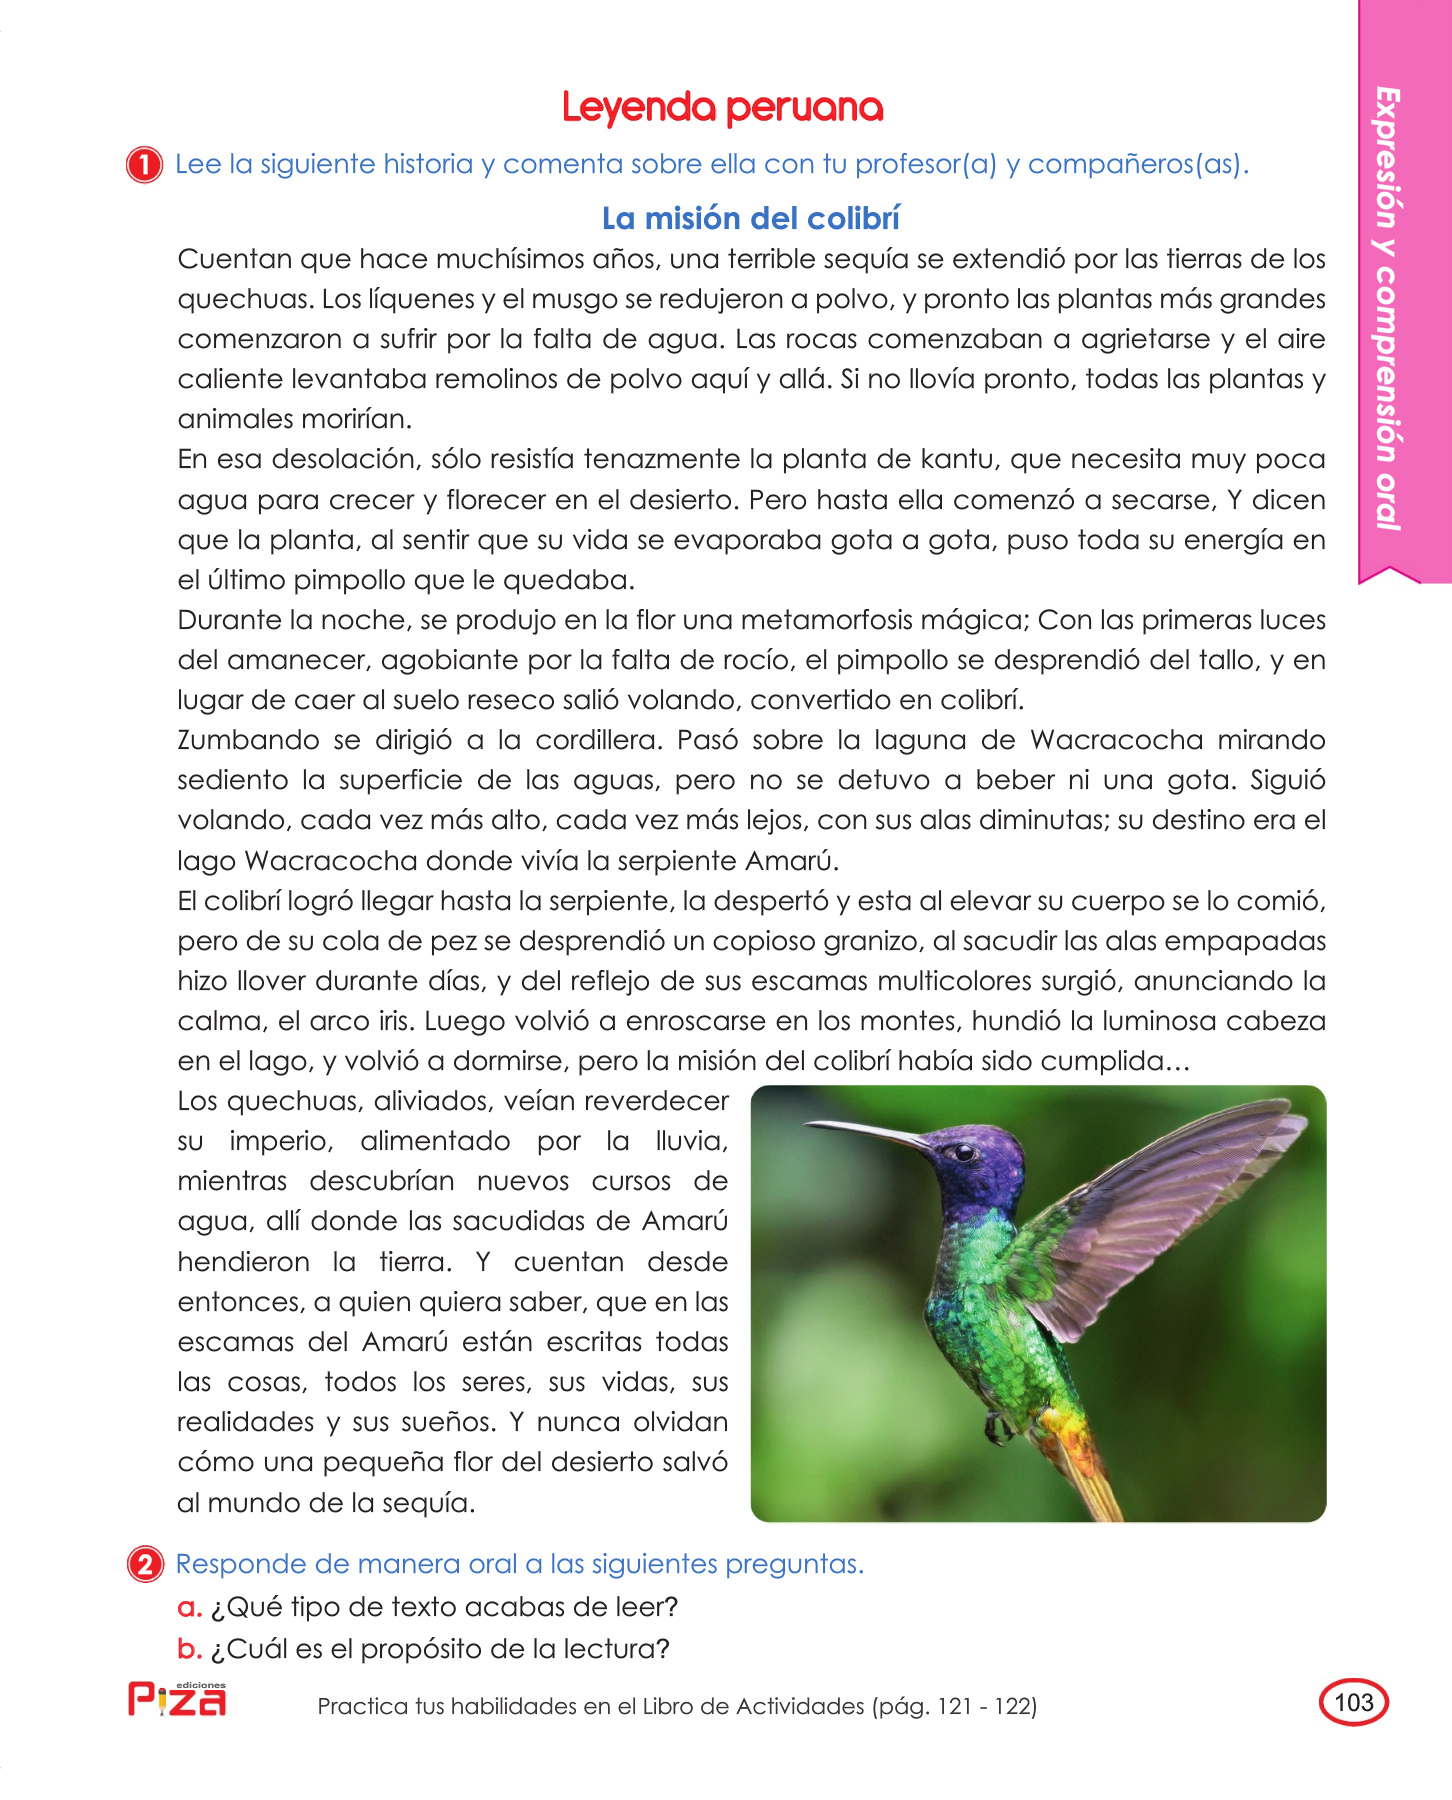 Leyenda peruana
1 Lee la siguiente historia y comenta sobre ella con tu profesor(a) y compañeros(as).
La misión del colibrí
Cuentan que hace muchísimos años, una terrible sequía se extendió por las tierras de los
quechuas. Los líquenes y el musgo se redujeron a polvo, y pronto las plantas más grandes
comenzaron a sufrir por la falta de agua. Las rocas comenzaban a agrietarse y el aire
caliente levantaba remolinos de polvo aquí y allá. Si no llovía pronto, todas las plantas y
animales morirían.
En esa desolación, sólo resistía tenazmente la planta de kantu, que necesita muy poca
agua para crecer y florecer en el desierto. Pero hasta ella comenzó a secarse, Y dicen
que la planta, al sentir que su vida se evaporaba gota a gota, puso toda su energía en
el último pimpollo que le quedaba.
Durante la noche, se produjo en la flor una metamorfosis mágica; Con las primeras luces
del amanecer, agobiante por la falta de rocío, el pimpollo se desprendió del tallo, y en
lugar de caer al suelo reseco salió volando, convertido en colibrí.
Zumbando se dirigió a la cordillera. Pasó sobre la laguna de Wacracocha mirando
sediento la superficie de las aguas, pero no se detuvo a beber ni una gota. Siguió
volando, cada vez más alto, cada vez más lejos, con sus alas diminutas; su destino era el
lago Wacracocha donde vivía la serpiente Amarú.
El colibrí logró llegar hasta la serpiente, la despertó y esta al elevar su cuerpo se lo comió,
pero de su cola de pez se desprendió un copioso granizo, al sacudir las alas empapadas
hizo llover durante días, y del reflejo de sus escamas multicolores surgió, anunciando la
calma, el arco iris. Luego volvió a enroscarse en los montes, hundió la luminosa cabeza
en el lago, y volvió a dormirse, pero la misión del colibrí había sido cumplida…
Los quechuas, aliviados, veían reverdecer
su imperio, alimentado por la lluvia,
mientras descubrían nuevos cursos de
agua, allí donde las sacudidas de Amarú
hendieron la tierra. Y cuentan desde
entonces, a quien quiera saber, que en las
escamas del Amarú están escritas todas
las cosas, todos los seres, sus vidas, sus
realidades y sus sueños. Y nunca olvidan
cómo una pequeña flor del desierto salvó
al mundo de la sequía.
2 Responde de manera oral a las siguientes preguntas.
a. ¿Qué tipo de texto acabas de leer?
b. ¿Cuál es el propósito de la lectura?
ediciones
Piza
Practica tus habilidades en el Libro de Actividades (pág. 121 - 122)
103
Expresión y comprensión oral